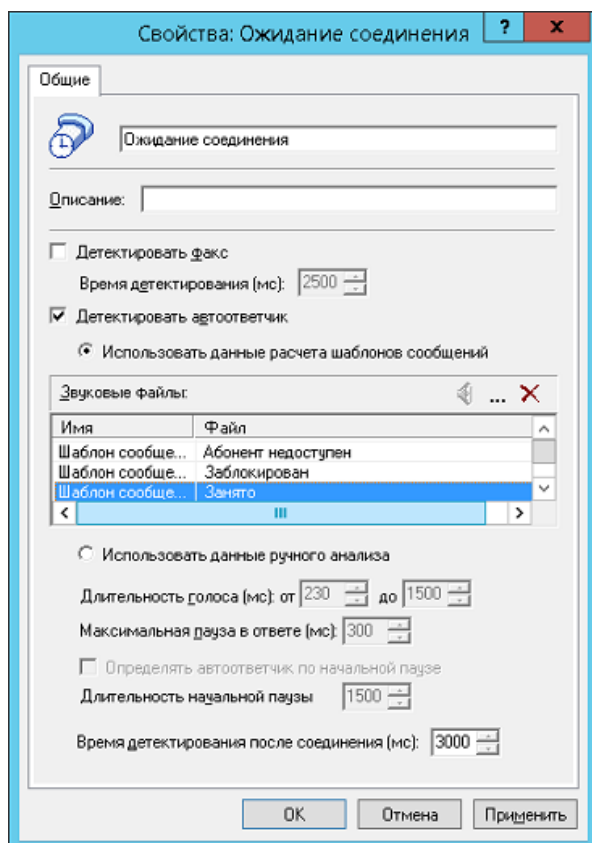 Свойства: Ожидание соединения ? x
Общие
Ожидание соединения
Описание:
Детектировать факс
Время детектирования (мс): 2500
Детектировать автоответчик
Использовать данные расчета шаблонов сообщений
Звуковые файлы: ...
Имя Файл
Шаблон сообще... Абонент недоступен
Шаблон сообще... Заблокирован
Шаблон сообще... Занято
Использовать данные ручного анализа
Длительность голоса (мс): от 230 до 1500
Максимальная пауза в ответе (мс): 300
Определять автоответчик по начальной паузе
Длительность начальной паузы 1500
Время детектирования после соединения (мс): 3000
OK Отмена Применить